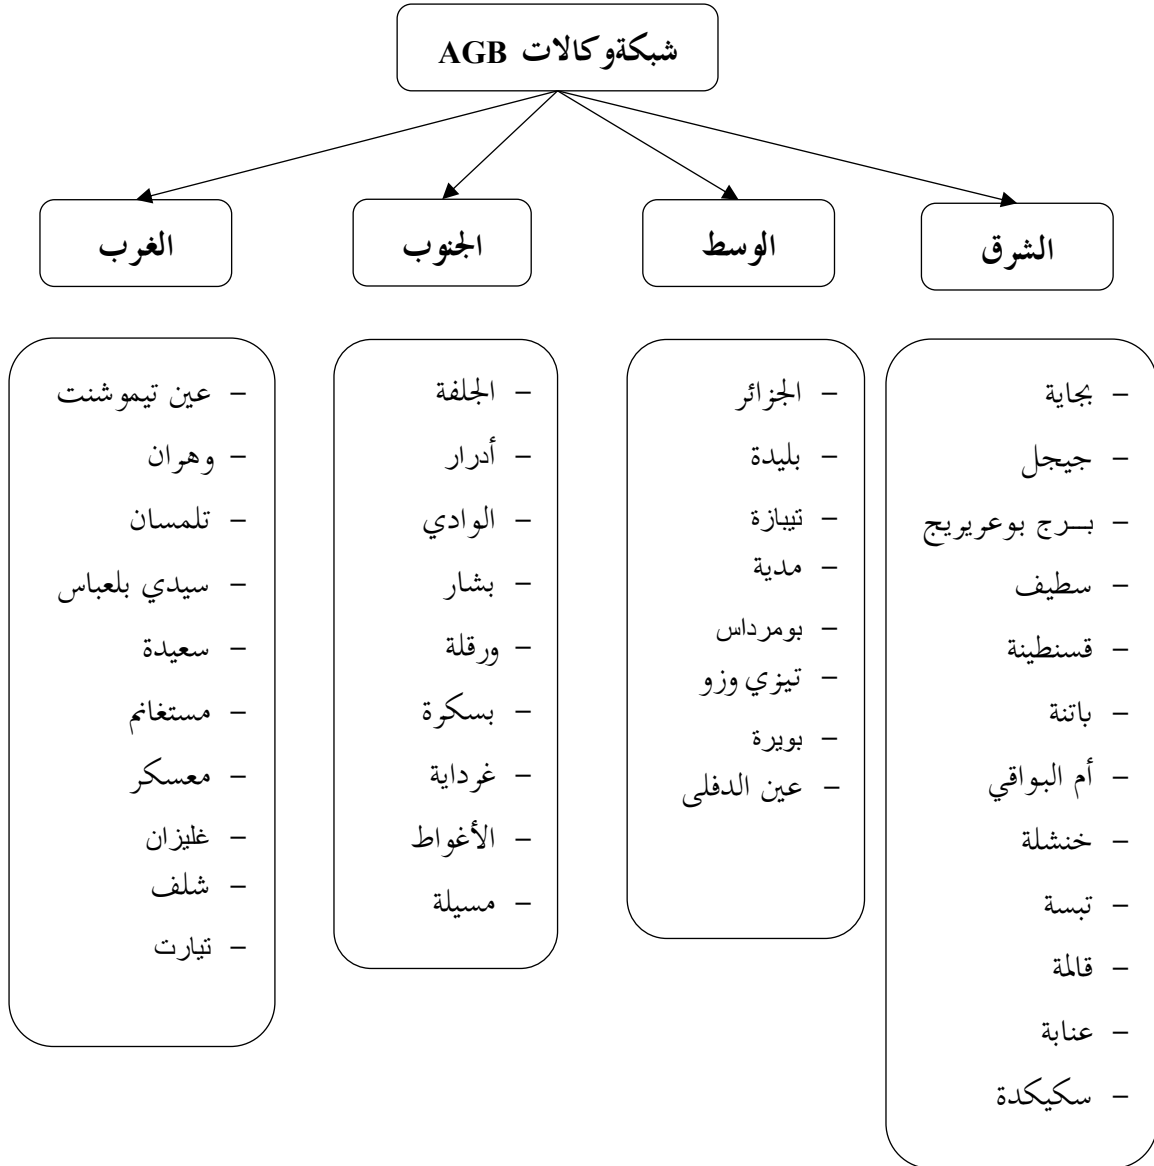 شبكةوكالات AGB
الشرق
الوسط
الجنوب
الغرب
- بجاية
- جيجل
- بـــرج بوعريريج
- سطيف
- قسنطينة
- باتنة
- أم البواقي
- خنشلة
- تبسة
- قالمة
- عنابة
- سكيكدة
- الجزائر
- بليدة
- تيبازة
- مدية
- بومرداس
- تيزي وزو
- بويرة
- عين الدفلى
- الجلفة
- أدرار
- الوادي
- بشار
- ورقلة
- بسكرة
- غرداية
- الأغواط
- مسيلة
- عين تيموشنت
- وهران
- تلمسان
- سيدي بلعباس
- سعيدة
- مستغانم
- معسكر
- غليزان
- شلف
- تيارت